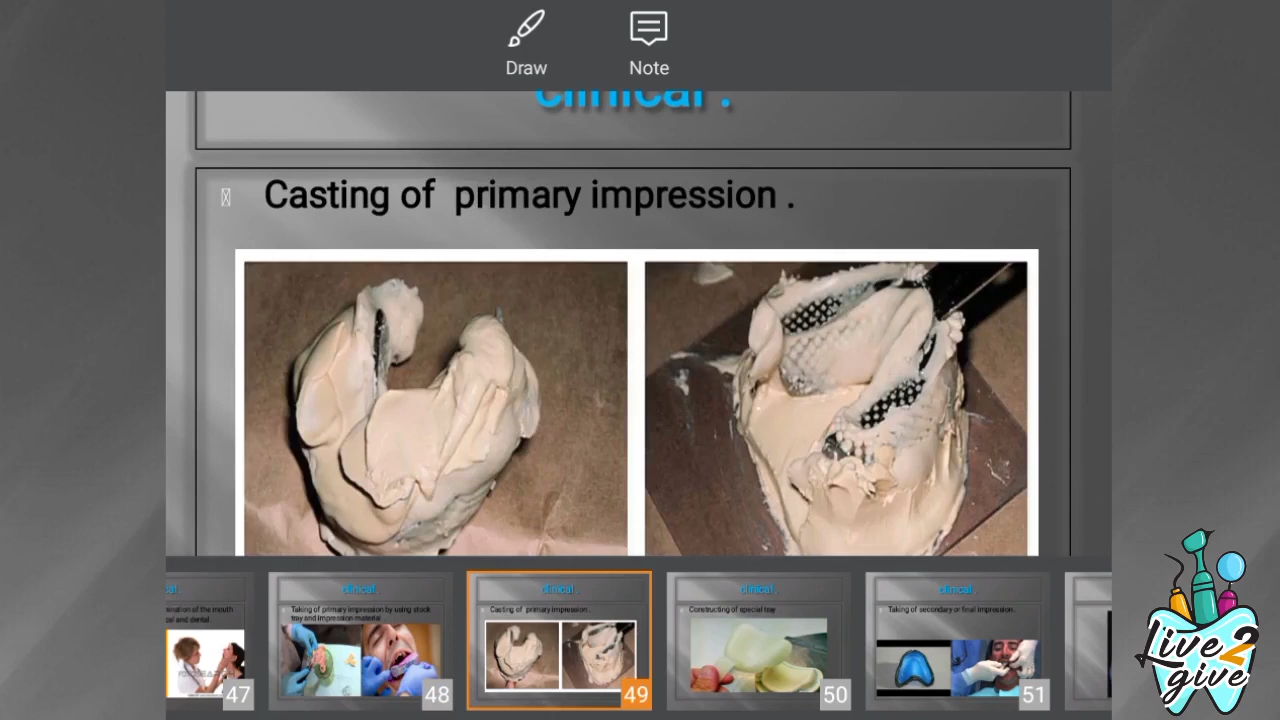 Draw
Note
clinical .
Casting of primary impression .
clinical .
Taking of primary impression by using stock
tray and impression material
clinical .
Casting of primary impression .
clinical .
Constructing of special tray
clinical .
Taking of secondary or final impression.
47
48
49
50
51
Live 2
give